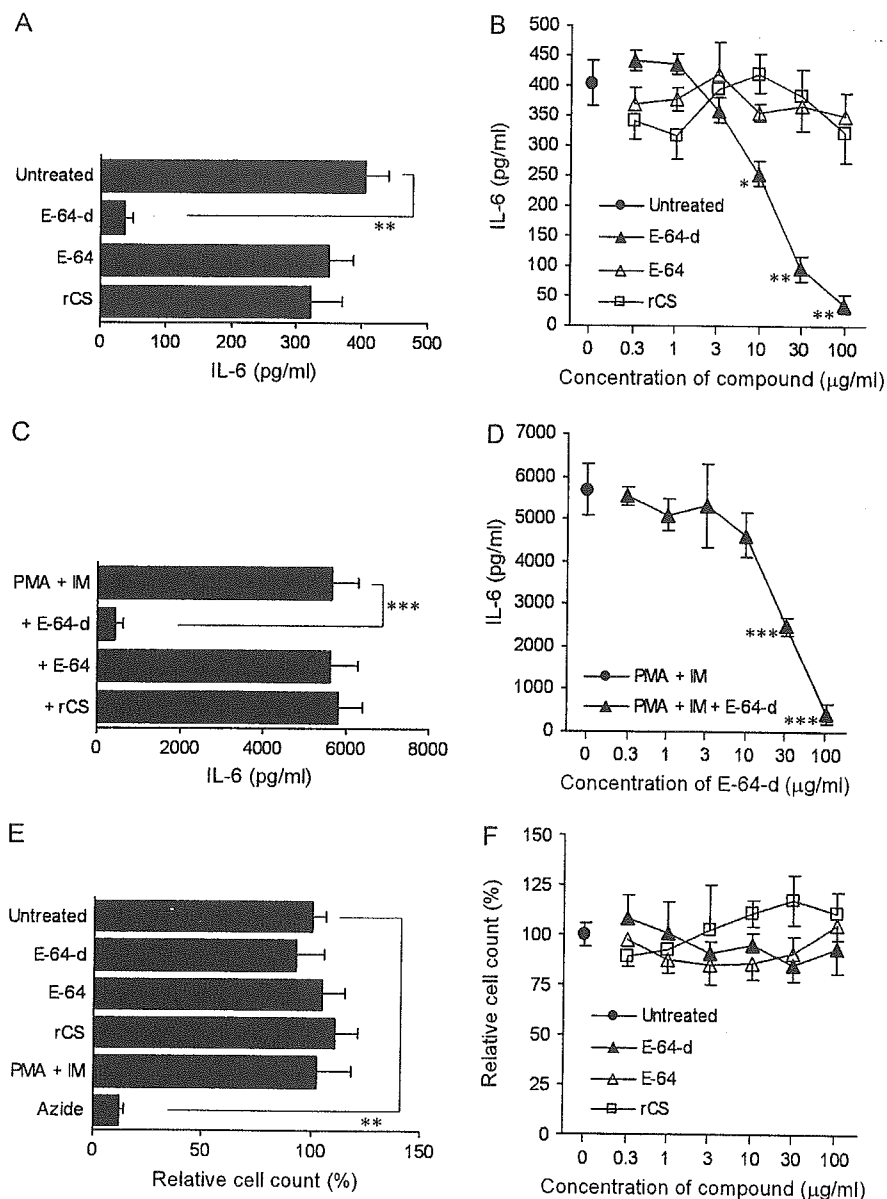 A
Untreated
E-64-d
E-64
rCS
**
0 100 200 300 400 500
IL-6 (pg/ml)
B
500
450
400
350
300
250
200
150
100
50
0
IL-6 (pg/ml)
*
**
**
Untreated
E-64-d
E-64
rCS
0 0.3 1 3 10 30 100
Concentration of compound (μg/ml)
C
PMA + IM
+ E-64-d
+ E-64
+ rCS
***
0 2000 4000 6000 8000
IL-6 (pg/ml)
D
7000
6000
5000
4000
3000
2000
1000
0
IL-6 (pg/ml)
***
***
PMA + IM
PMA + IM + E-64-d
0 0.3 1 3 10 30 100
Concentration of E-64-d (μg/ml)
E
Untreated
E-64-d
E-64
rCS
PMA + IM
Azide
**
0 50 100 150
Relative cell count (%)
F
150
125
100
75
50
25
0
Relative cell count (%)
Untreated
E-64-d
E-64
rCS
0 0.3 1 3 10 30 100
Concentration of compound (μg/ml)